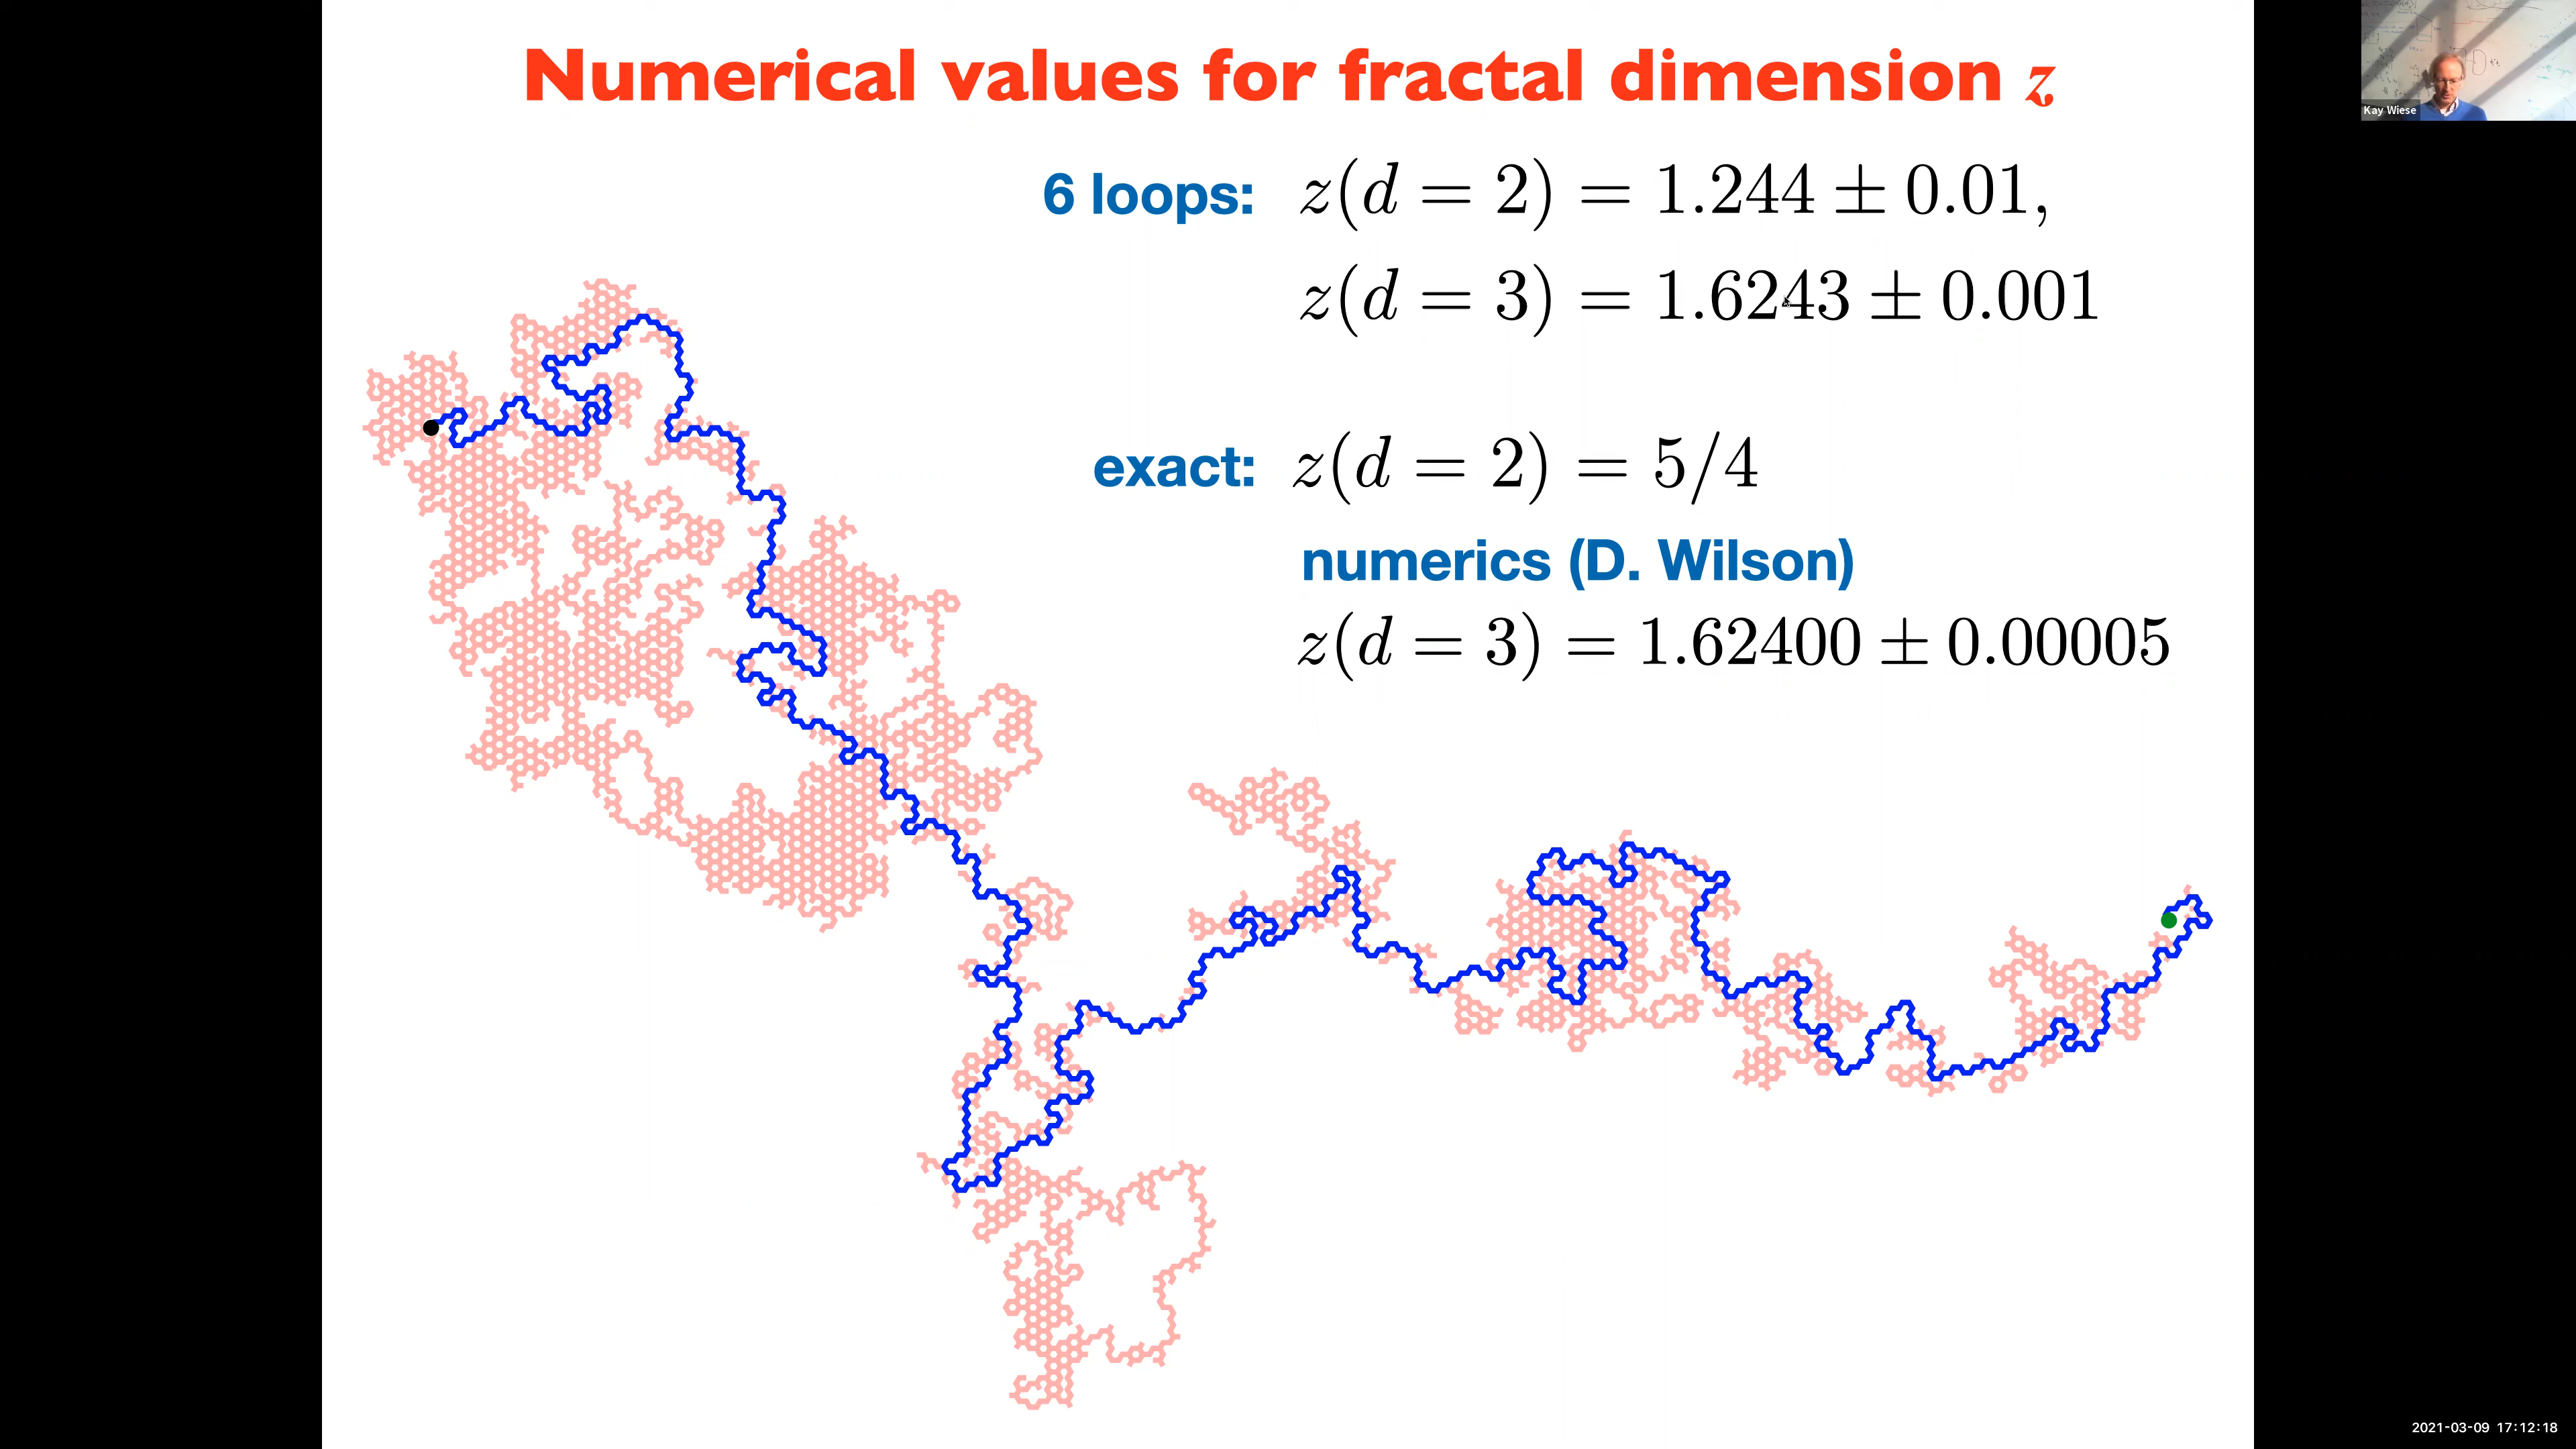 Numerical values for fractal dimension z
Kay Wiese
6 loops: z(d = 2) = 1.244 ± 0.01,
z(d = 3) = 1.6243 ± 0.001
exact: z(d = 2) = 5/4
numerics (D. Wilson)
z(d = 3) = 1.62400 ± 0.00005
2021-03-09 17:12:18